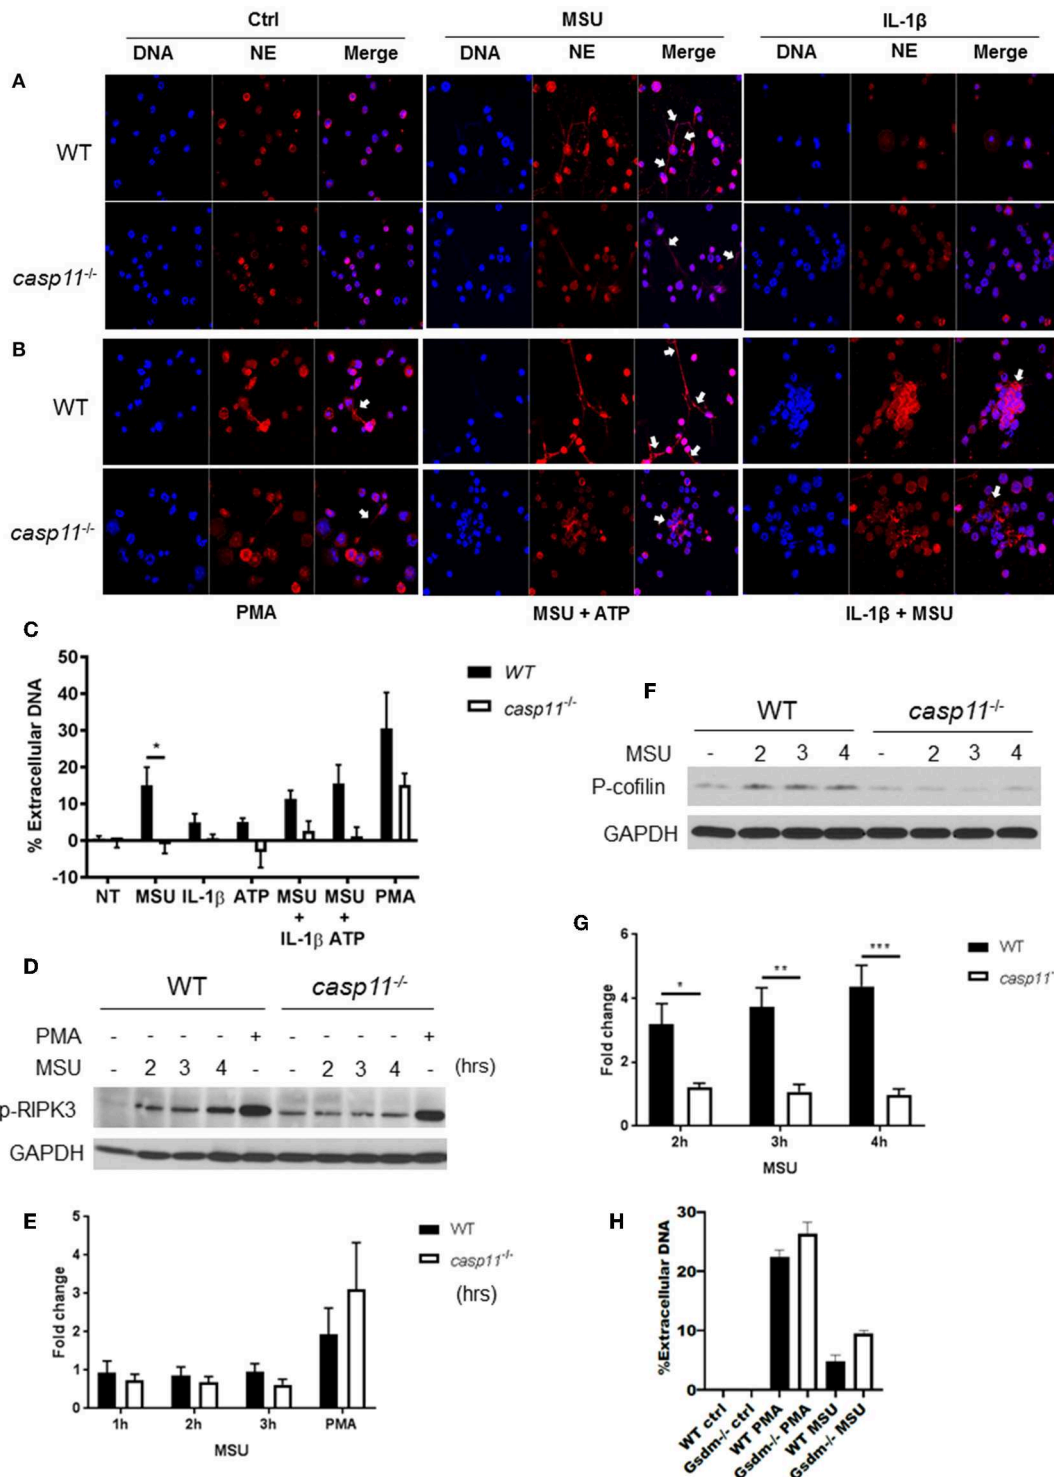 Ctrl MSU IL-1β
DNA NE Merge DNA NE Merge DNA NE Merge
A
WT
casp11-/-
B
WT
casp11-/-
PMA MSU + ATP IL-1β + MSU
C
50
40
30
20
10
0
-10
% Extracellular DNA
*
WT
casp11-/-
NT MSU IL-1β ATP MSU MSU PMA
+ +
IL-1β ATP
D
WT casp11-/-
PMA - - - - + - - - - +
MSU - 2 3 4 - - 2 3 4 - (hrs)
p-RIPK3
GAPDH
E
5
4
3
2
1
0
Fold change
WT
casp11-/-
(hrs)
1h 2h 3h PMA
MSU
F
WT casp11-/-
MSU - 2 3 4 - 2 3 4
P-cofilin
GAPDH
G
6
4
2
0
Fold change
* ** ***
WT
casp11-
2h 3h 4h
MSU
H
30
20
10
0
%Extracellular DNA
WT ctrl
Gsdm-/- ctrl
WT PMA
Gsdm-/- PMA
WT MSU
Gsdm-/- MSU